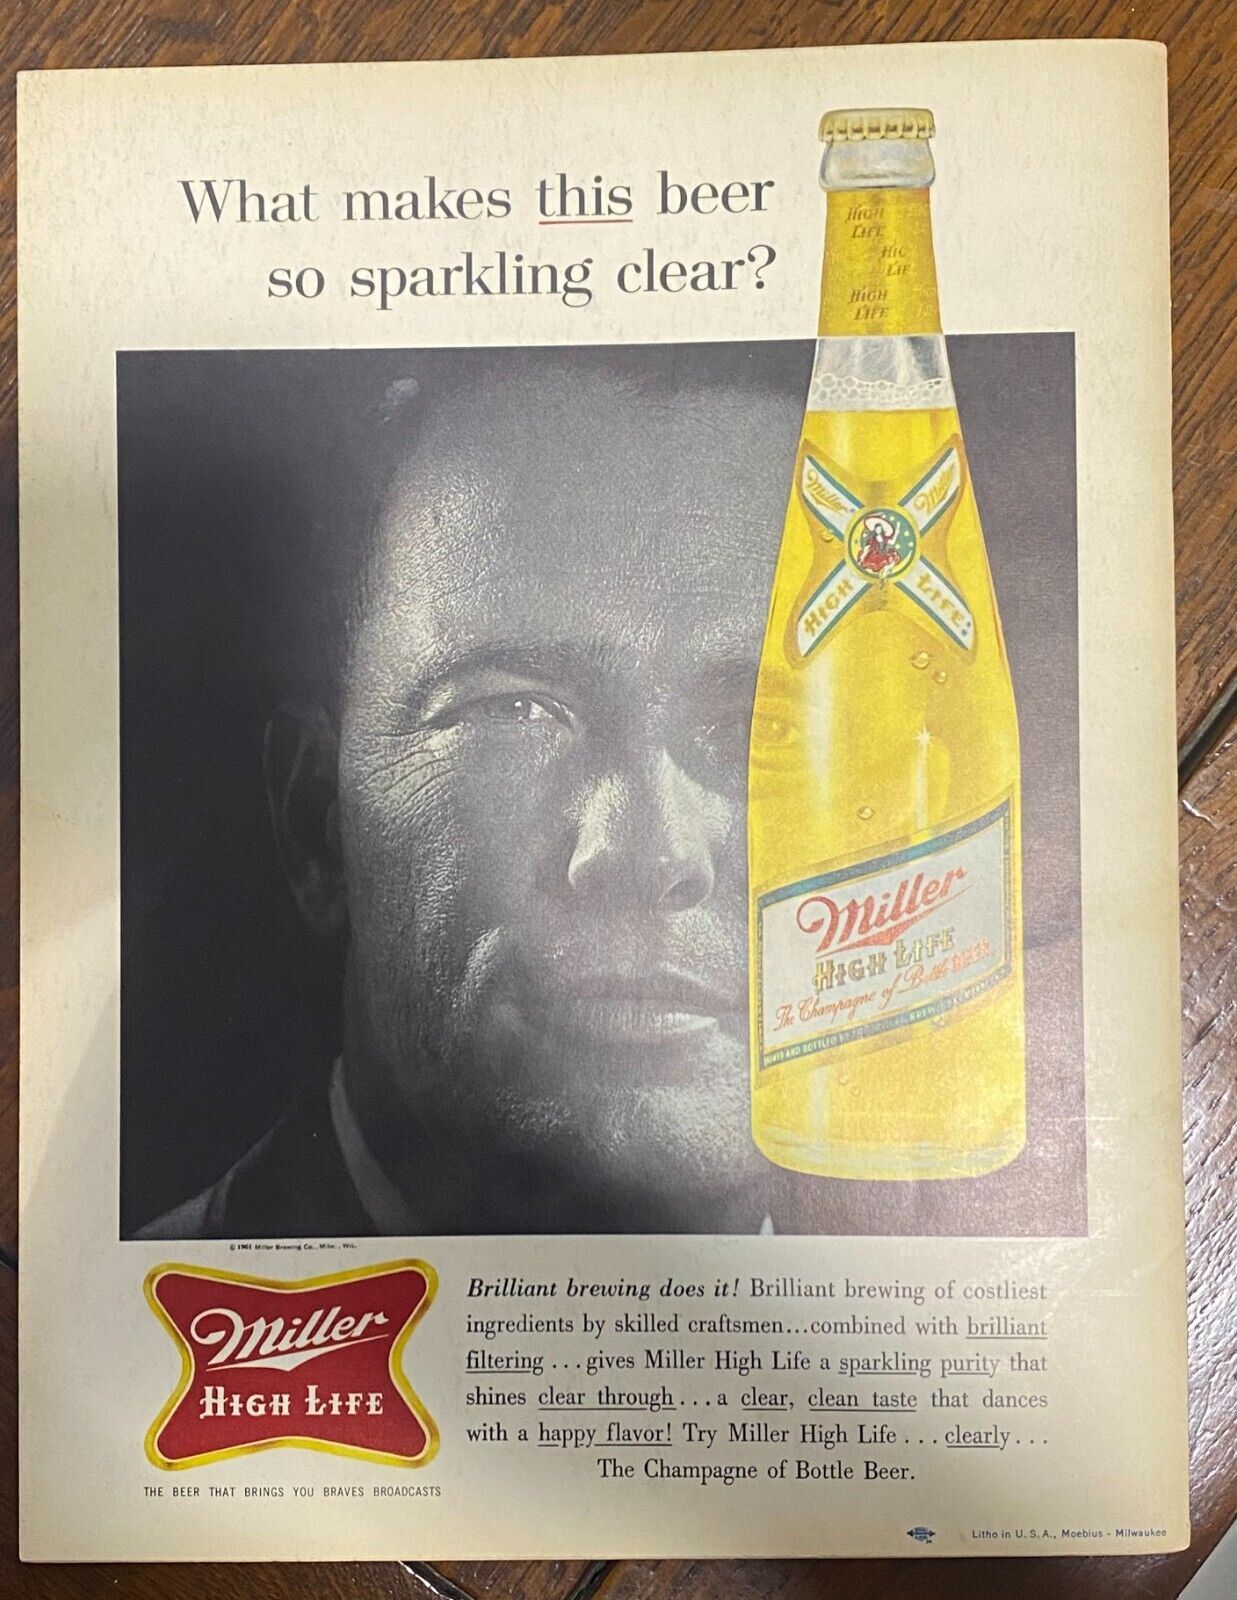 What makes this beer
so sparkling clear?
HIGH
LIFE
HIGH
LIFE
Miller Miller
HIGH LIFE
Miller
HIGH LIFE
The Champagne of Bottle BEER
© 1961 Miller Brewing Co., Milw., Wis.
Miller
HIGH LIFE
THE BEER THAT BRINGS YOU BRAVES BROADCASTS
Brilliant brewing does it! Brilliant brewing of costliest
ingredients by skilled craftsmen...combined with brilliant
filtering ... gives Miller High Life a sparkling purity that
shines clear through ... a clear, clean taste that dances
with a happy flavor! Try Miller High Life ... clearly ...
The Champagne of Bottle Beer.
Litho in U.S.A., Moebius - Milwaukee